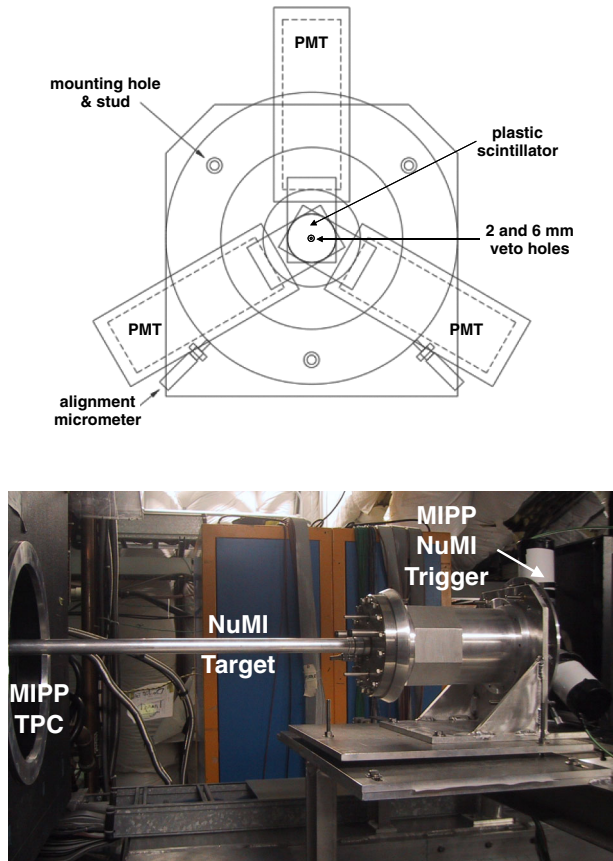 PMT
mounting hole
& stud
plastic
scintillator
2 and 6 mm
veto holes
PMT
PMT
alignment
micrometer
MIPP
NuMI
Trigger
NuMI
Target
MIPP
TPC